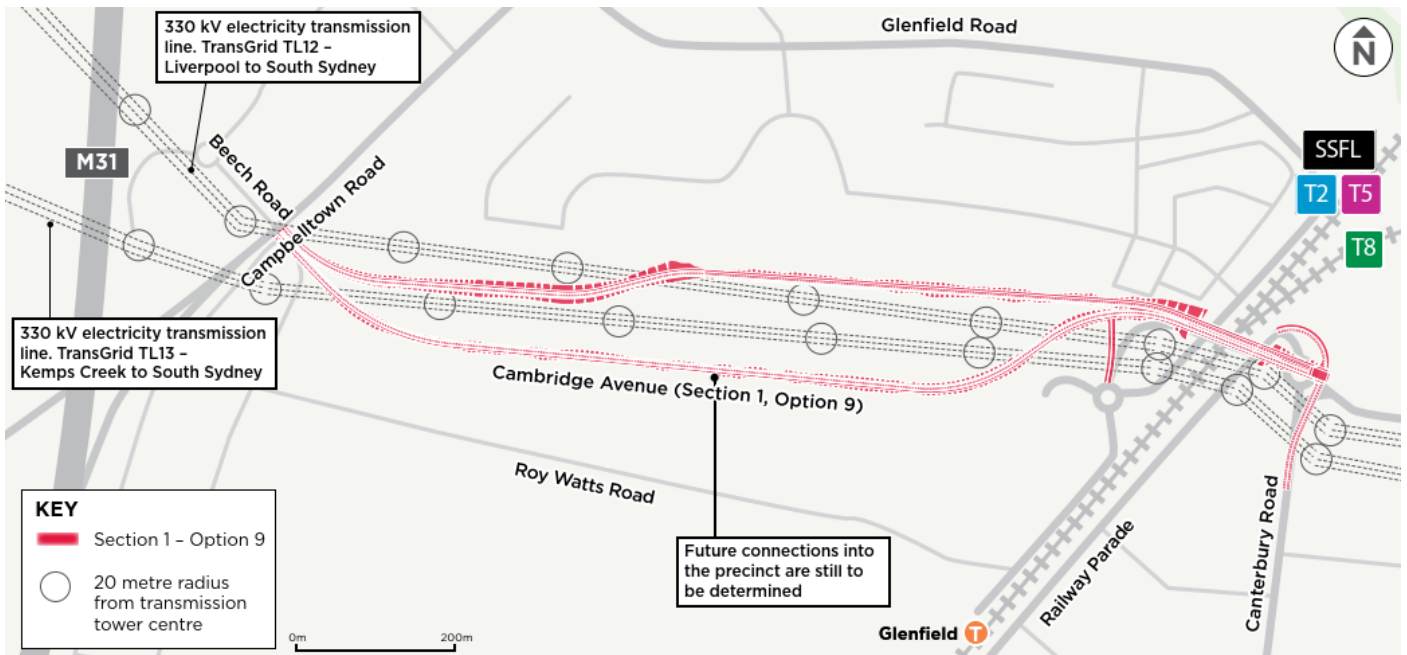 330 kV electricity transmission
line. TransGrid TL12 –
Liverpool to South Sydney
Glenfield Road
N
M31
Beech Road
Campbelltown Road
SSFL
T2
T5
T8
330 kV electricity transmission
line. TransGrid TL13 –
Kemps Creek to South Sydney
Cambridge Avenue (Section 1, Option 9)
Roy Watts Road
Future connections into
the precinct are still to
be determined
Railway Parade
Canterbury Road
Glenfield T
KEY
Section 1 – Option 9
20 metre radius
from transmission
tower centre
0m
200m